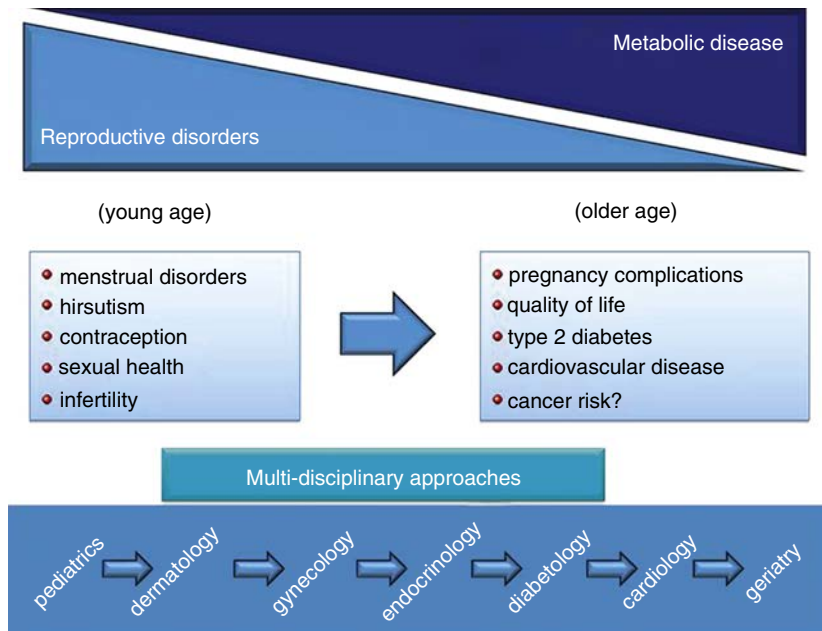 Metabolic disease
Reproductive disorders
(young age)
(older age)
menstrual disorders
hirsutism
contraception
sexual health
infertility
pregnancy complications
quality of life
type 2 diabetes
cardiovascular disease
cancer risk?
Multi-disciplinary approaches
pediatrics
dermatology
gynecology
endocrinology
diabetology
cardiology
geriatry